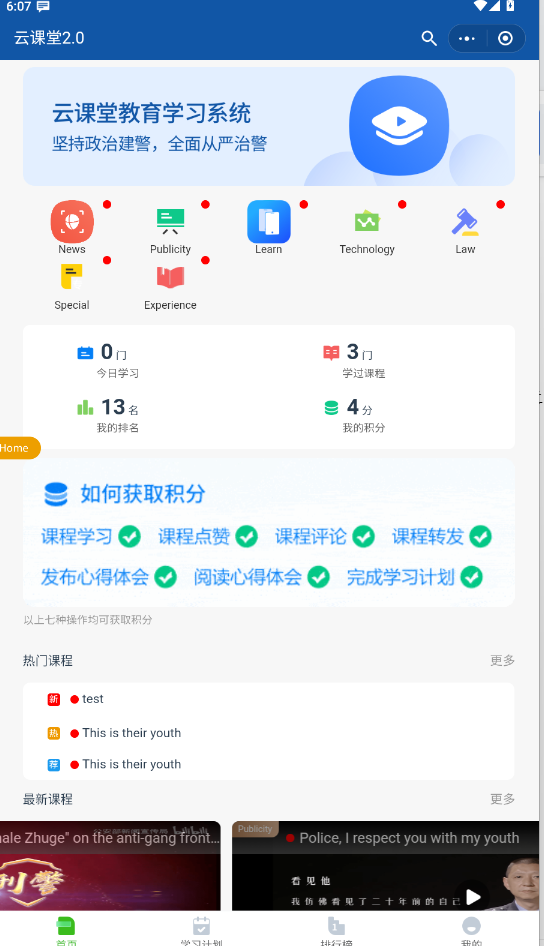 6:07
云课堂2.0
云课堂教育学习系统
坚持政治建警，全面从严治警
News
Publicity
Learn
Technology
Law
Special
Experience
0 门
今日学习
3 门
学过课程
13 名
我的排名
4 分
我的积分
Home
如何获取积分
课程学习 课程点赞 课程评论 课程转发
发布心得体会 阅读心得体会 完成学习计划
以上七种操作均可获取积分
热门课程 更多
新 test
热 This is their youth
荐 This is their youth
最新课程 更多
ale Zhuge" on the anti-gang front...
Publicity
Police, I respect you with my youth
看见他
我仿佛看见了二十年前的自己
首页 学习计划 排行榜 我的